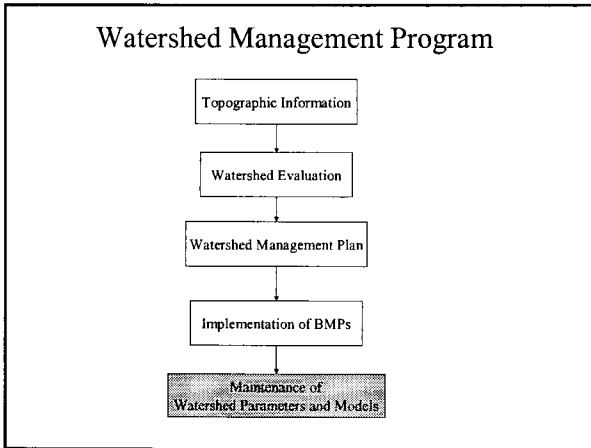 Watershed Management Program
Topographic Information
Watershed Evaluation
Watershed Management Plan
Implementation of BMPs
Maintenance of
Watershed Parameters and Models